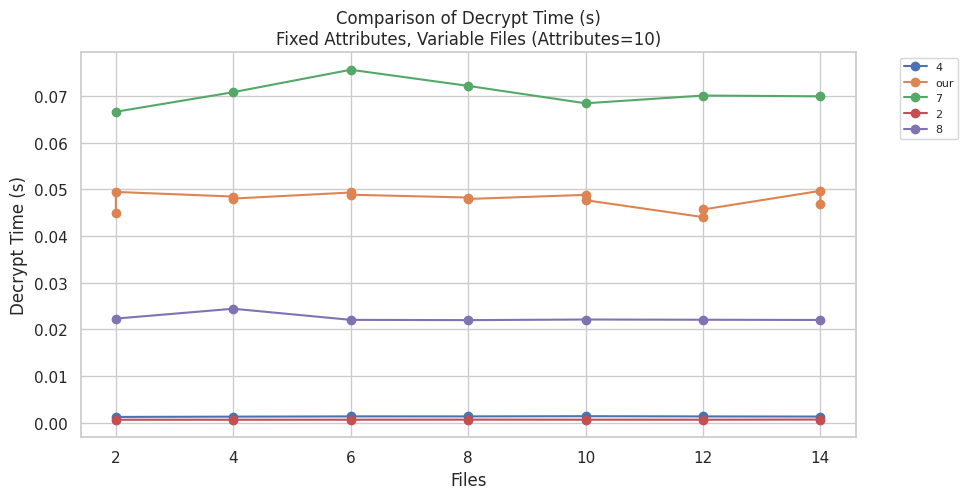 Comparison of Decrypt Time (s)
Fixed Attributes, Variable Files (Attributes=10)
Decrypt Time (s)
0.07
0.06
0.05
0.04
0.03
0.02
0.01
0.00
2 4 6 8 10 12 14
Files
4
our
7
2
8